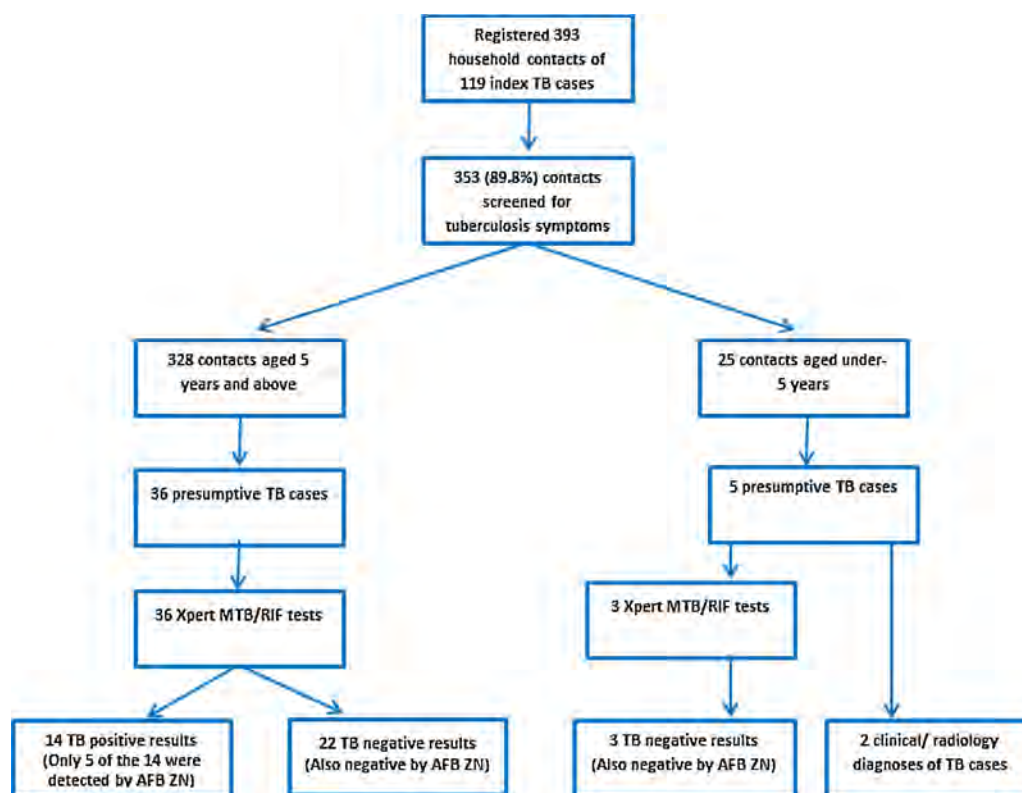 Registered 393
household contacts of
119 index TB cases
353 (89.8%) contacts
screened for
tuberculosis symptoms
328 contacts aged 5
years and above
25 contacts aged under-
5 years
36 presumptive TB cases
5 presumptive TB cases
36 Xpert MTB/RIF tests
3 Xpert MTB/RIF tests
14 TB positive results
(Only 5 of the 14 were
detected by AFB ZN)
22 TB negative results
(Also negative by AFB ZN)
3 TB negative results
(Also negative by AFB ZN)
2 clinical/ radiology
diagnoses of TB cases